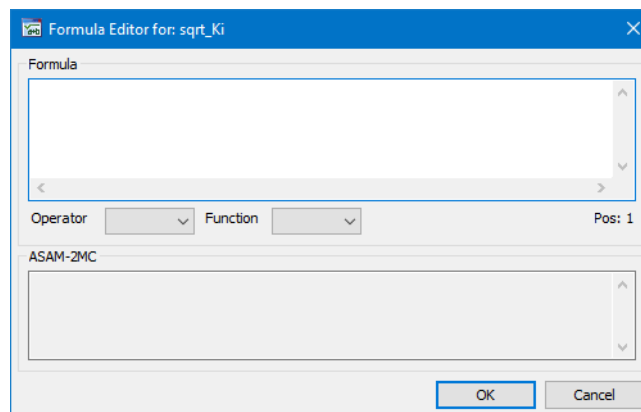 Formula Editor for: sqrt_Ki
Formula
Operator Function Pos: 1
ASAM-2MC
OK Cancel